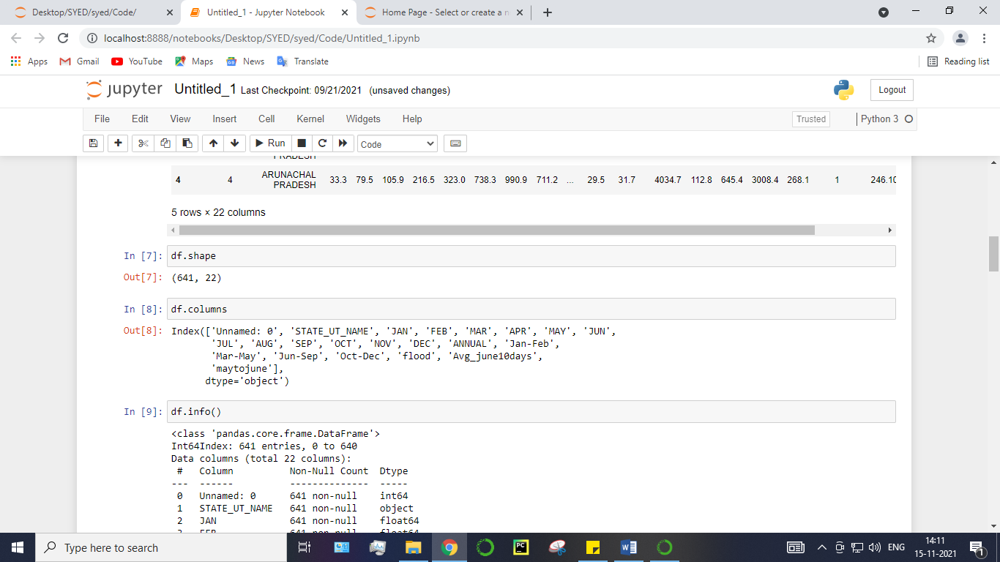 Desktop/SYED/syed/Code/
Untitled_1 - Jupyter Notebook
Home Page - Select or create a n
localhost:8888/notebooks/Desktop/SYED/syed/Code/Untitled_1.ipynb
Apps Gmail YouTube Maps News Translate Reading list
jupyter Untitled_1 Last Checkpoint: 09/21/2021 (unsaved changes) Logout
File Edit View Insert Cell Kernel Widgets Help Trusted Python 3
Run Code
PRADESH
4 4 ARUNACHAL PRADESH 33.3 79.5 105.9 216.5 323.0 738.3 990.9 711.2 ... 29.5 31.7 4034.7 112.8 645.4 3008.4 268.1 1 246.10
5 rows × 22 columns
In [7]: df.shape
Out[7]: (641, 22)
In [8]: df.columns
Out[8]: Index(['Unnamed: 0', 'STATE_UT_NAME', 'JAN', 'FEB', 'MAR', 'APR', 'MAY', 'JUN',
'JUL', 'AUG', 'SEP', 'OCT', 'NOV', 'DEC', 'ANNUAL', 'Jan-Feb',
'Mar-May', 'Jun-Sep', 'Oct-Dec', 'flood', 'Avg_june10days',
'maytojune'],
dtype='object')
In [9]: df.info()
<class 'pandas.core.frame.DataFrame'>
Int64Index: 641 entries, 0 to 640
Data columns (total 22 columns):
# Column Non-Null Count Dtype
--- ------ -------------- -----
0 Unnamed: 0 641 non-null int64
1 STATE_UT_NAME 641 non-null object
2 JAN 641 non-null float64
3 FEB 641 non-null float64
Type here to search
PC
W
ENG
14:11
15-11-2021
1